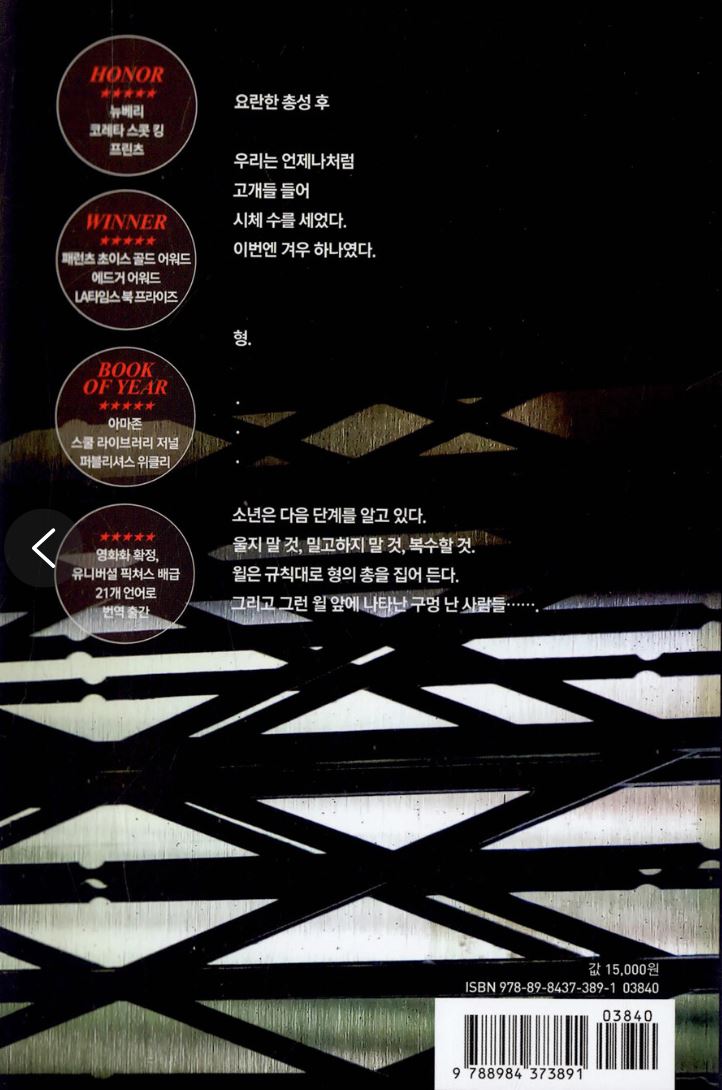 HONOR
★★★★★
뉴베리
코레타 스콧 킹
프린츠
WINNER
★★★★★
패런츠 초이스 골드 어워드
에드거 어워드
LA타임스 북 프라이즈
BOOK
OF YEAR
★★★★★
아마존
스쿨 라이브러리 저널
퍼블리셔스 위클리
★★★★★
영화화 확정,
유니버셜 픽쳐스 배급
21개 언어로
번역 출간
요란한 총성 후
우리는 언제나처럼
고개들 들어
시체 수를 세었다.
이번엔 겨우 하나였다.
형.
.
.
.
소년은 다음 단계를 알고 있다.
울지 말 것, 밀고하지 말 것, 복수할 것.
윌은 규칙대로 형의 총을 집어 든다.
그리고 그런 윌 앞에 나타난 구멍 난 사람들…….
값 15,000원
ISBN 978-89-8437-389-1 03840
03840
9 788984 373891